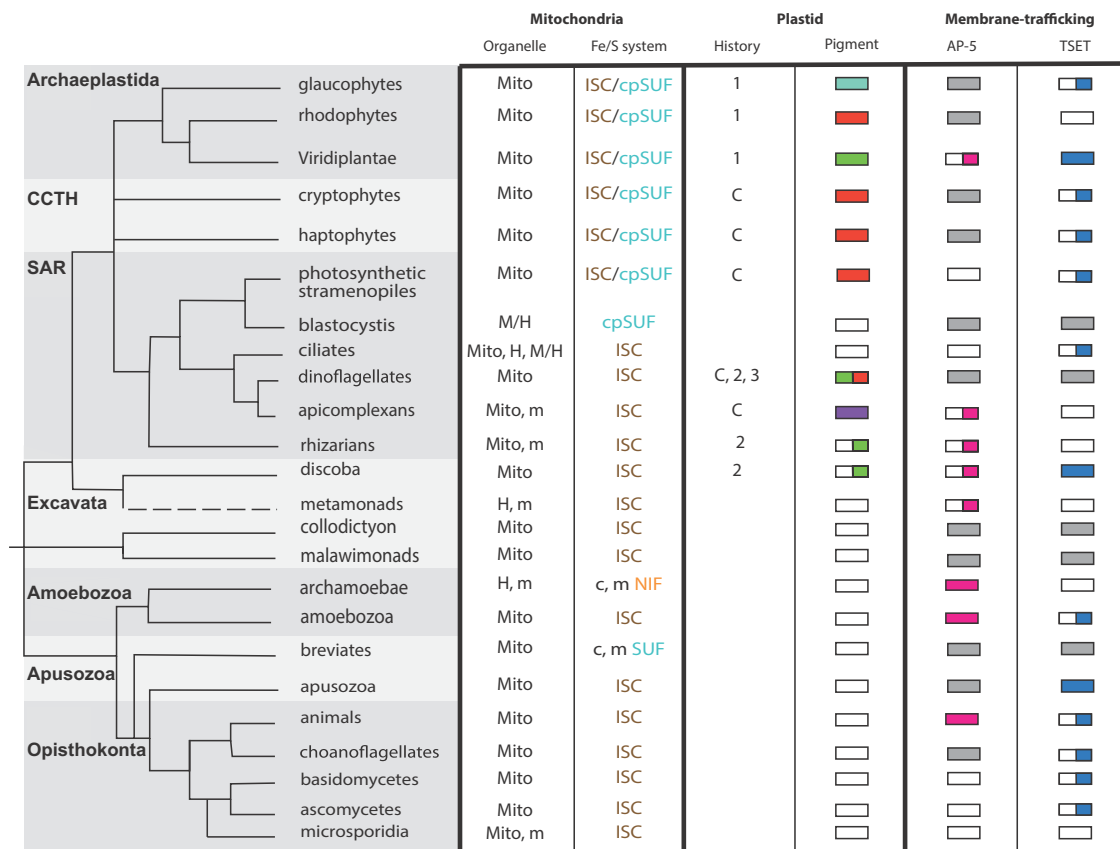 Mitochondria Plastid Membrane-trafficking
Organelle Fe/S system History Pigment AP-5 TSET
Archaeplastida
glaucophytes Mito ISC/cpSUF 1
rhodophytes Mito ISC/cpSUF 1
Viridiplantae Mito ISC/cpSUF 1
CCTH
cryptophytes Mito ISC/cpSUF C
haptophytes Mito ISC/cpSUF C
SAR
photosynthetic Mito ISC/cpSUF C
stramenopiles
blastocystis M/H cpSUF
ciliates Mito, H, M/H ISC
dinoflagellates Mito ISC C, 2, 3
apicomplexans Mito, m ISC C
rhizarians Mito, m ISC 2
discoba Mito ISC 2
Excavata
metamonads H, m ISC
collodictyon Mito ISC
malawimonads Mito ISC
Amoebozoa
archamoebae H, m c, m NIF
amoebozoa Mito ISC
breviates Mito c, m SUF
Apusozoa
apusozoa Mito ISC
animals Mito ISC
Opisthokonta
choanoflagellates Mito ISC
basidomycetes Mito ISC
ascomycetes Mito ISC
microsporidia Mito, m ISC